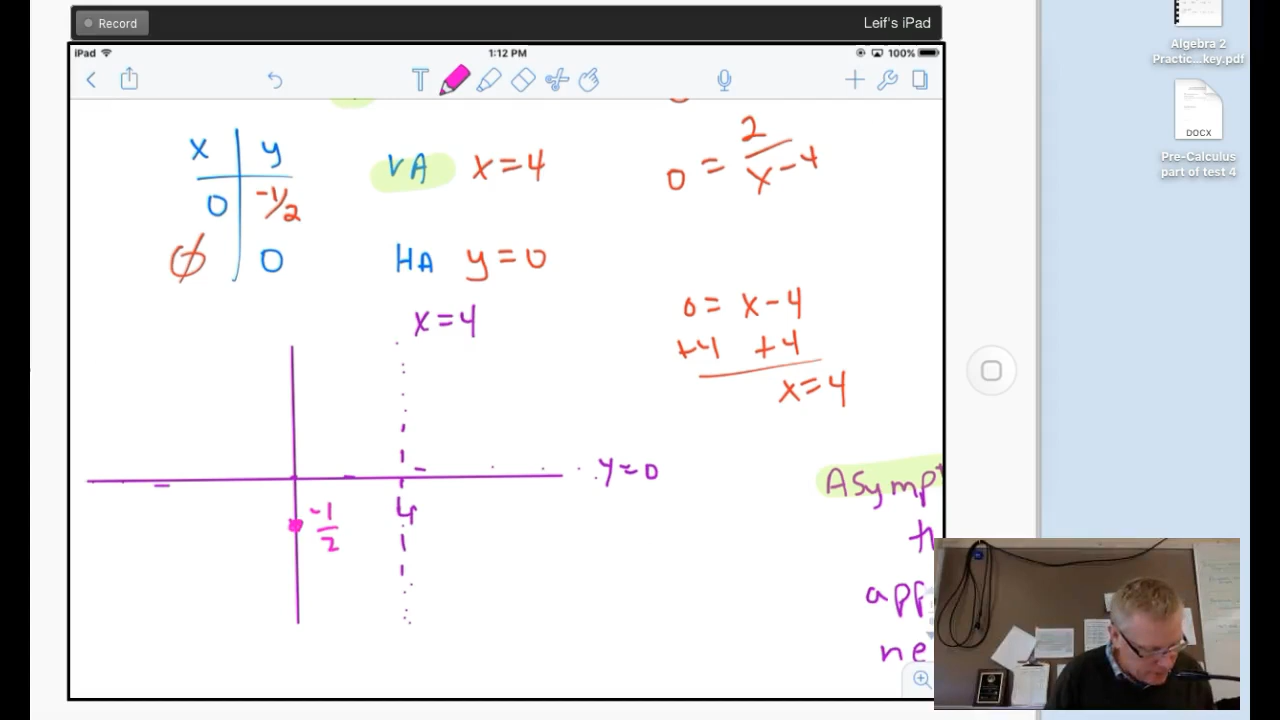 Record
Leif's iPad
iPad
1:12 PM
100%
T
Algebra 2
Practic...key.pdf
DOCX
Pre-Calculus
part of test 4
x y
0 -1/2
∅ 0
VA x=4
HA y=0
0 = 2/(x-4)
0 = x-4
+4 +4
x=4
x=4
y=0
4
-1/2
Asymp
app
ne